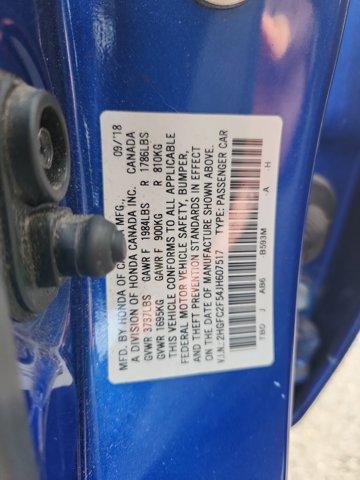 MFD. BY HONDA OF C MFG., 09/'18
A DIVISION OF HONDA CANADA INC. CANADA
GVWR 3737LBS GAWR F 1984LBS R 1786LBS
GVWR 1695KG GAWR F 900KG R 810KG
THIS VEHICLE CONFORMS TO ALL APPLICABLE
FEDERAL MOTOR VEHICLE SAFETY, BUMPER,
AND THEFT PREVENTION STANDARDS IN EFFECT
ON THE DATE OF MANUFACTURE SHOWN ABOVE.
V.I.N.: 2HGFC2F54JH607517 TYPE: PASSENGER CAR
TBO J AB6 B593M A H